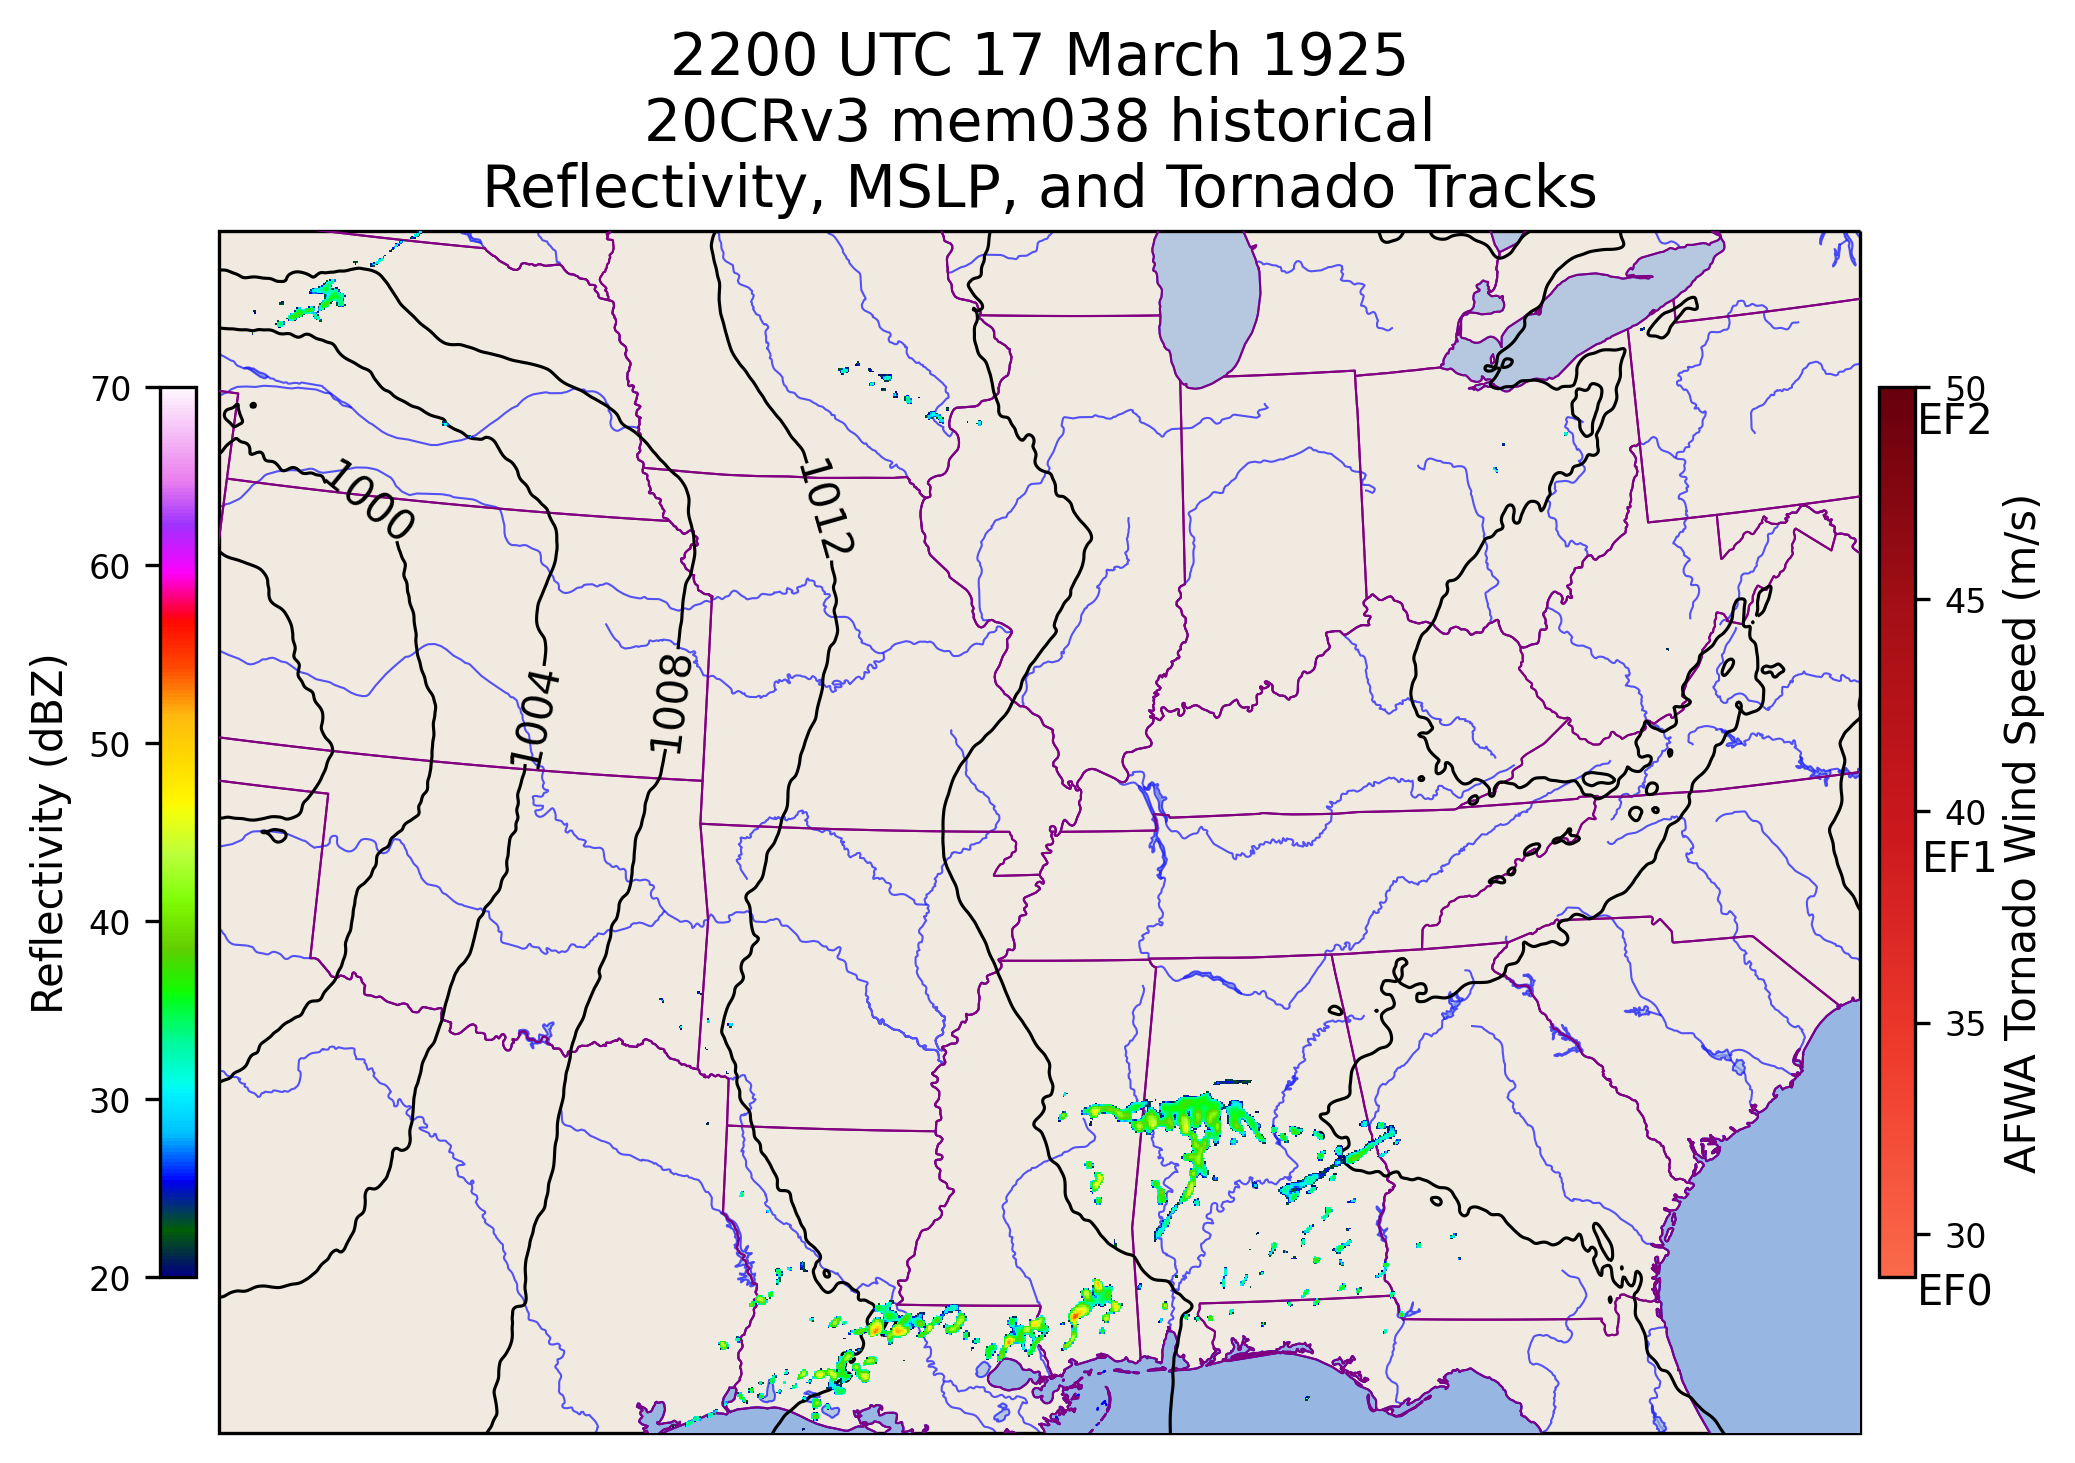 2200 UTC 17 March 1925
20CRv3 mem038 historical
Reflectivity, MSLP, and Tornado Tracks
Reflectivity (dBZ)
70
60
50
40
30
20
1000
1004
1008
1012
50
EF2
45
40
EF1
35
30
EF0
AFWA Tornado Wind Speed (m/s)